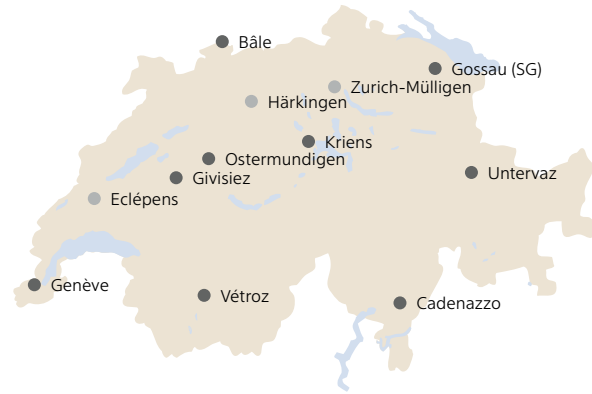 Bâle
Gossau (SG)
Zurich-Mülligen
Härkingen
Kriens
Ostermundigen
Untervaz
Givisiez
Eclépens
Genève
Vétroz
Cadenazzo